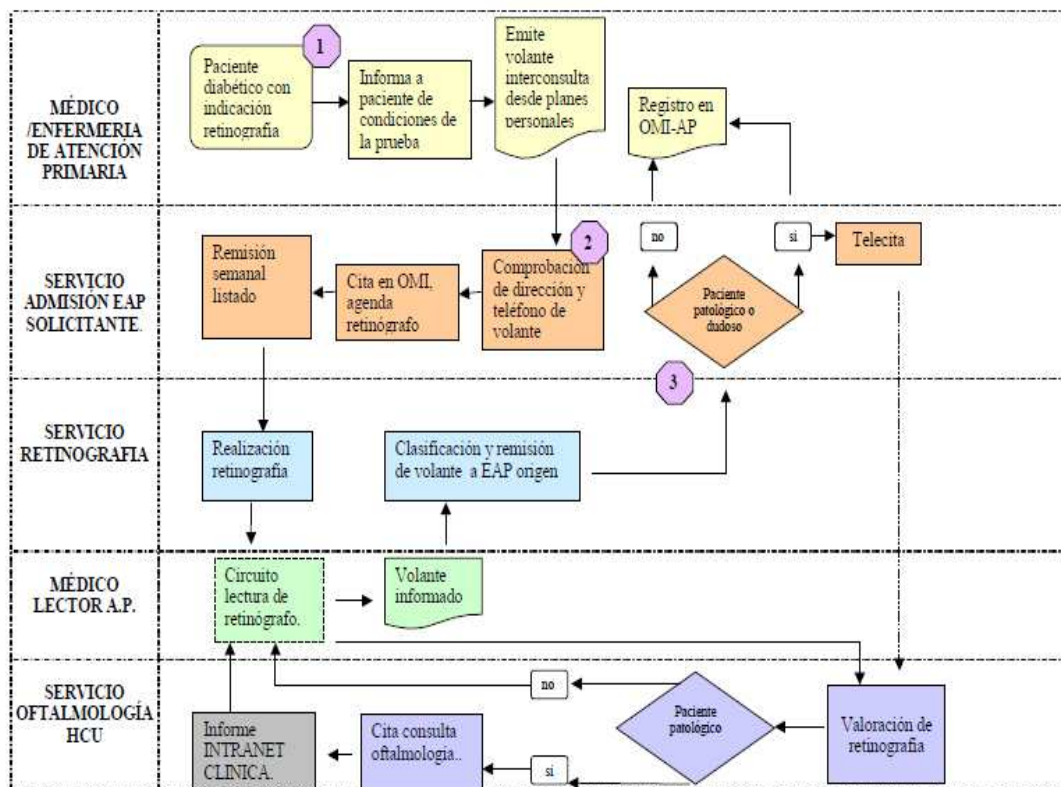 MÉDICO
/ENFERMERIA
DE ATENCIÓN
PRIMARIA
Paciente
diabético con
indicación
retinografía
1
Informa a
paciente de
condiciones de
la prueba
Emite
volante
interconsulta
desde planes
personales
Registro en
OMI-AP
SERVICIO
ADMISIÓN EAP
SOLICITANTE.
Remisión
semanal
listado
Cita en OMI,
agenda
retinógrafo
2
Comprobación
de dirección y
teléfono de
volante
no
si
Telecita
Paciente
patológico o
dudoso
3
SERVICIO
RETINOGRAFIA
Realización
retinografía
Clasificación y remisión
de volante a EAP origen
MÉDICO
LECTOR A.P.
Circuito
lectura de
retinógrafo.
Volante
informado
SERVICIO
OFTALMOLOGÍA
HCU
Informe
INTRANET
CLINICA.
Cita consulta
oftalmologia..
no
si
Paciente
patológico
Valoración de
retinografia